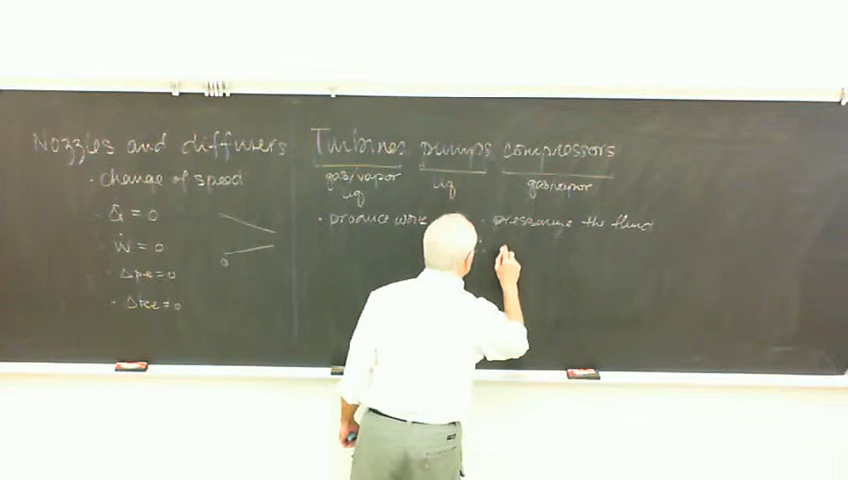 Nozzles and diffusers
· change of speed
· Q̇ = 0
Ẇ = 0
· Δpe = 0
· Δke = 0
0
Turbines, pumps, compressors
gas/vapor
liq
liq
gas/vapor
· produce work
· pressurize the fluid